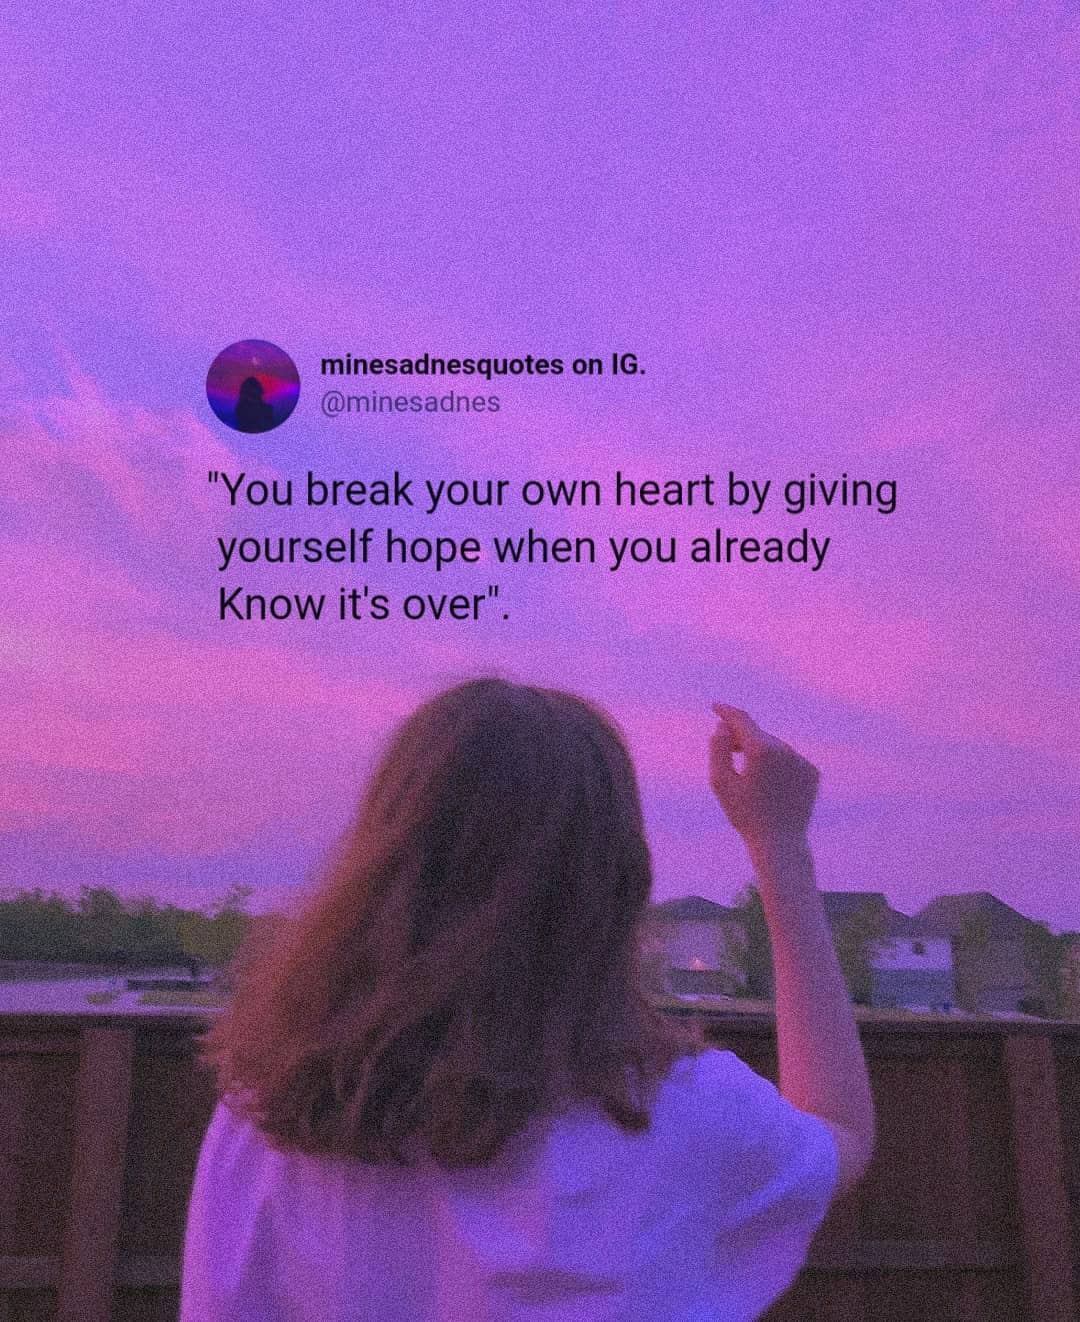 minesadnesquotes on IG.
@minesadnes
"You break your own heart by giving
yourself hope when you already
Know it's over".